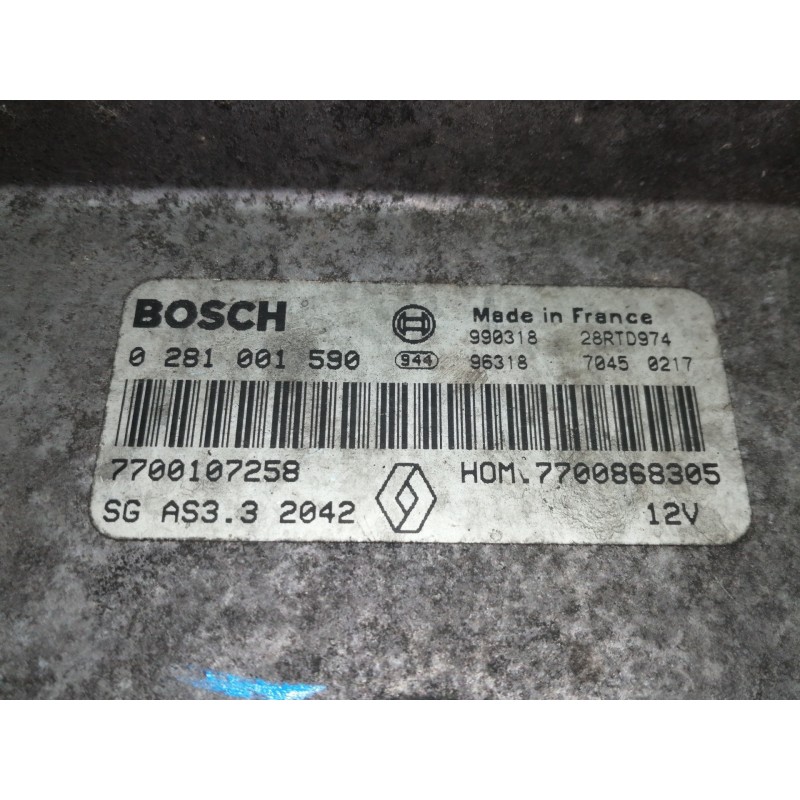 BOSCH
Made in France
990318 28RTD974
0 281 001 590 944 96318 7045 0217
7700107258 HOM.7700868305
SG AS3.3 2042 12V